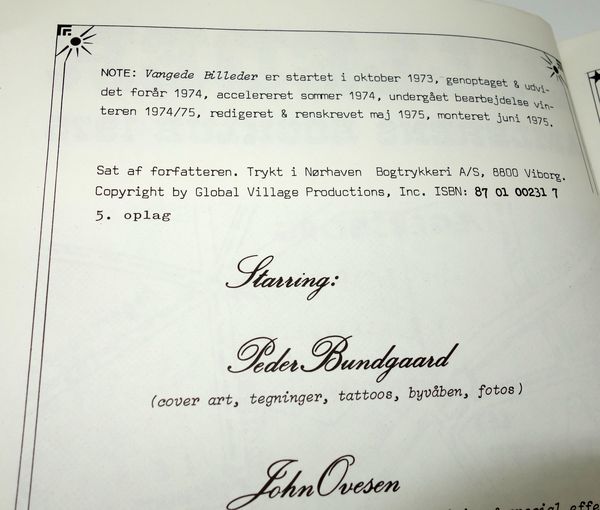 NOTE: Vangede Billeder er startet i oktober 1973, genoptaget & udvi-
det forår 1974, accelereret sommer 1974, undergået bearbejdelse vin-
teren 1974/75, redigeret & renskrevet maj 1975, monteret juni 1975.
Sat af forfatteren. Trykt i Nørhaven Bogtrykkeri A/S, 8800 Viborg.
Copyright by Global Village Productions, Inc. ISBN: 87 01 00231 7
5. oplag
Starring:
Peder Bundgaard
(cover art, tegninger, tattoos, byvåben, fotos)
John Ovesen
special effe